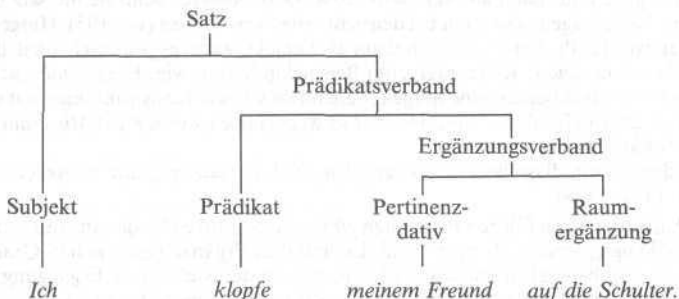 Satz
Prädikatsverband
Ergänzungsverband
Subjekt Prädikat Pertinenz- Raum-
dativ ergänzung
Ich klopfe meinem Freund auf die Schulter.